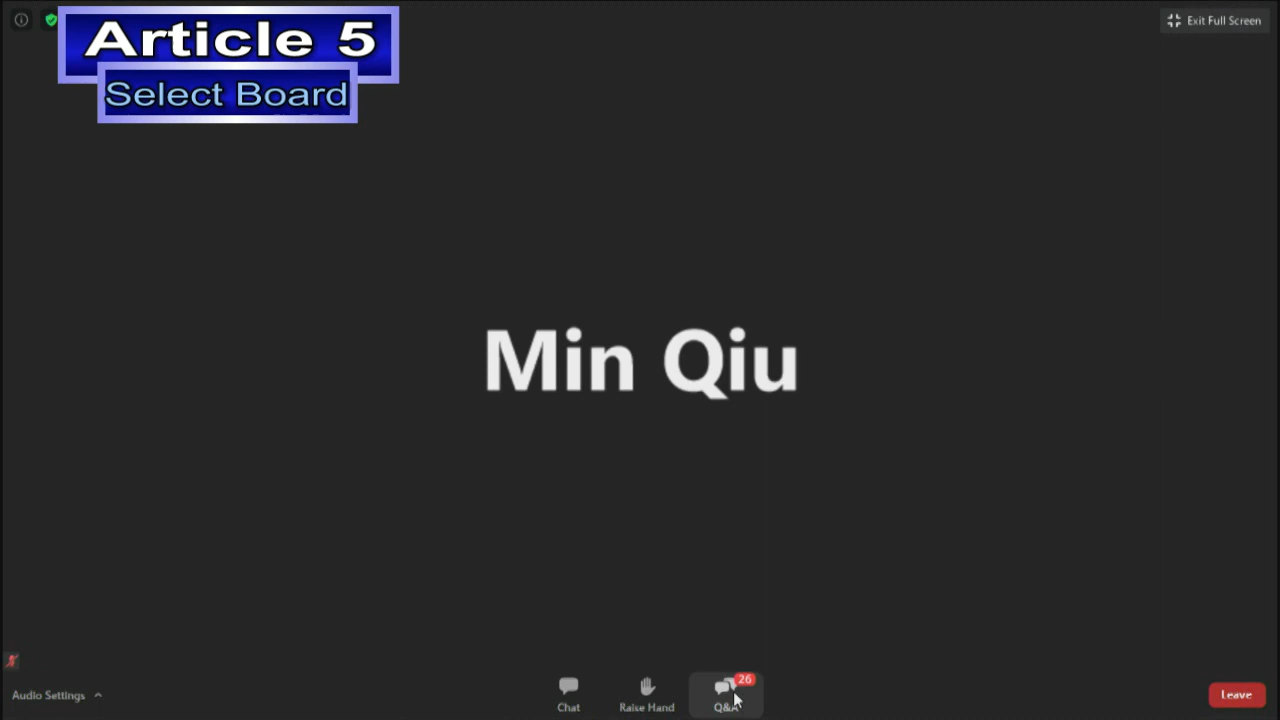 Article 5
Select Board
Exit Full Screen
Min Qiu
Audio Settings
Chat
Raise Hand
26
Q&A
Leave